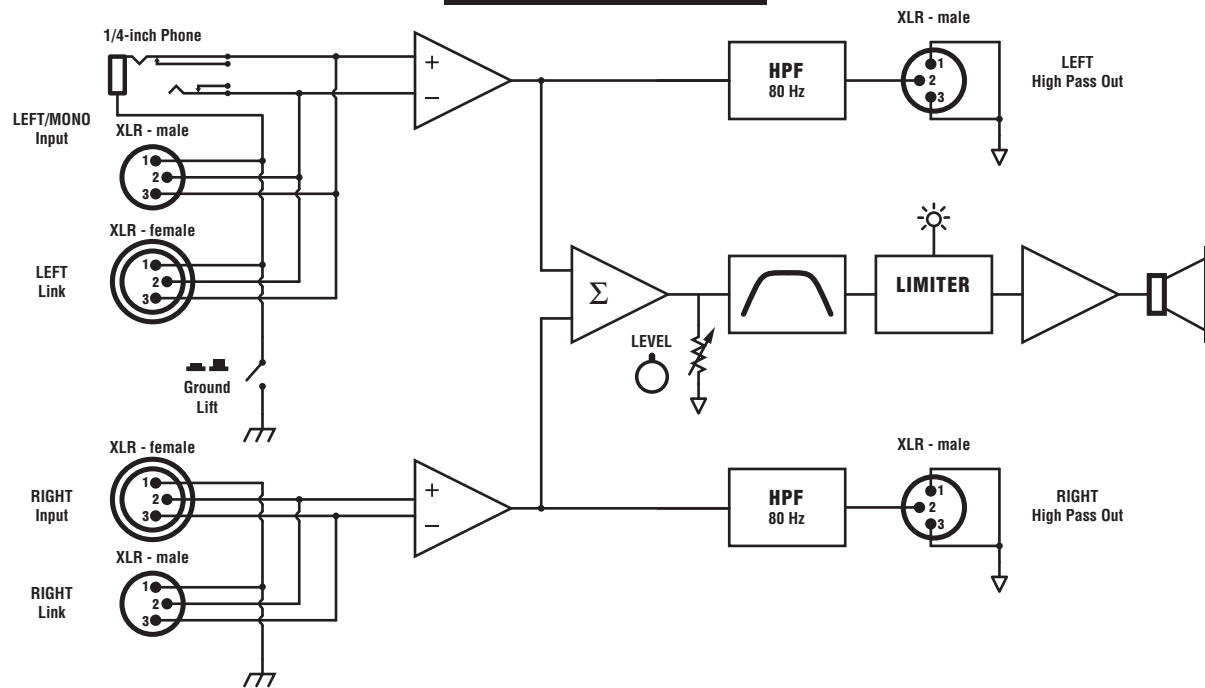 1/4-inch Phone
LEFT/MONO
Input
XLR - male
1
2
3
XLR - female
LEFT
Link
1
2
3
Ground
Lift
XLR - female
RIGHT
Input
1
2
3
XLR - male
RIGHT
Link
1
2
3
+
−
+
−
Σ
LEVEL
HPF
80 Hz
XLR - male
1
2
3
LEFT
High Pass Out
LIMITER
HPF
80 Hz
XLR - male
1
2
3
RIGHT
High Pass Out